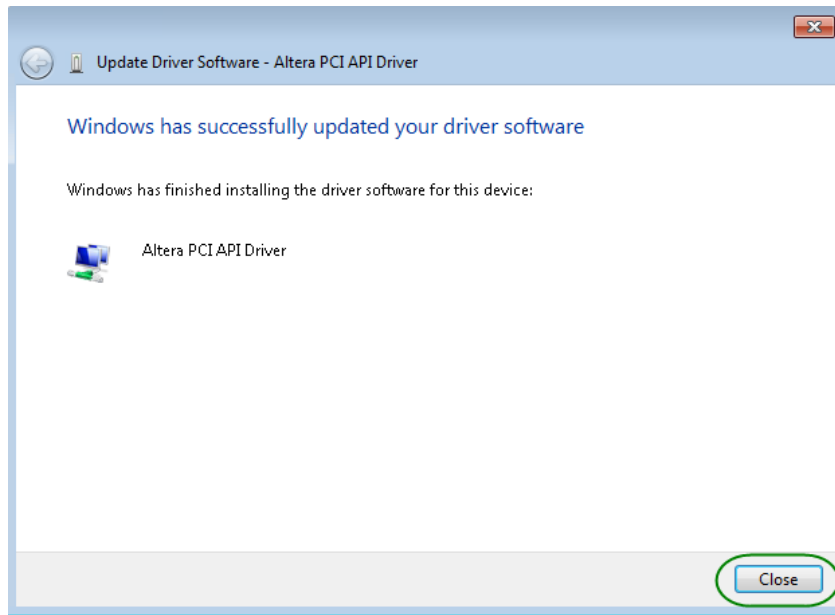 Update Driver Software - Altera PCI API Driver
Windows has successfully updated your driver software
Windows has finished installing the driver software for this device:
Altera PCI API Driver
Close